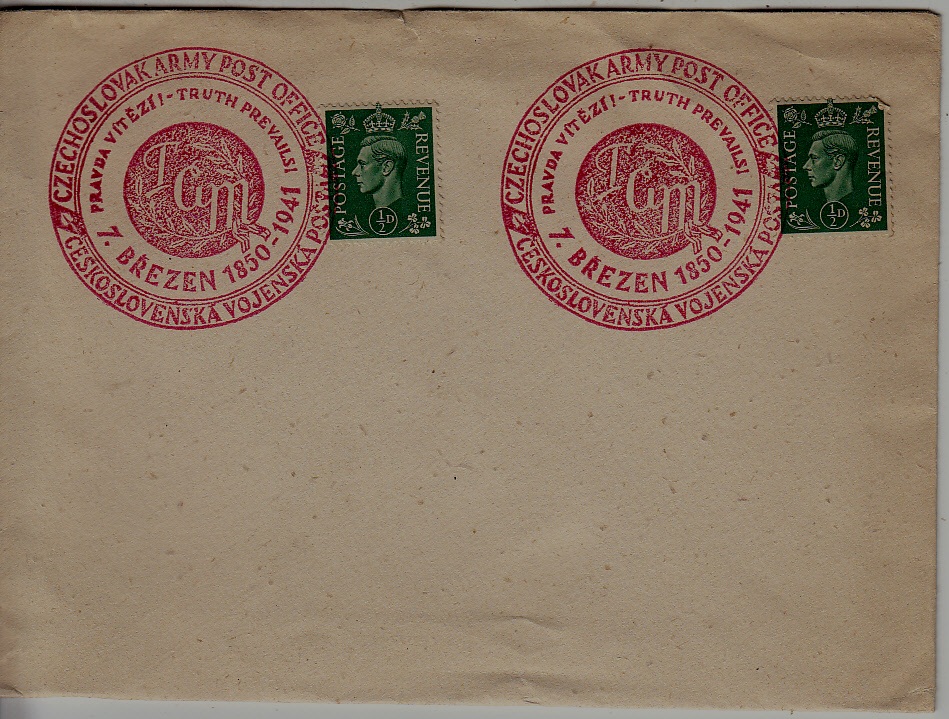 CZECHOSLOVAK ARMY POST OFFICE
PRAVDA VÍTĚZÍ! - TRUTH PREVAILS!
TGM
7. BŘEZEN 1850-1941
ČESKOSLOVENSKÁ VOJENSKÁ POŠTA
POSTAGE
REVENUE
½D
CZECHOSLOVAK ARMY POST OFFICE
PRAVDA VÍTĚZÍ! - TRUTH PREVAILS!
TGM
7. BŘEZEN 1850-1941
ČESKOSLOVENSKÁ VOJENSKÁ
POSTAGE
REVENUE
½D